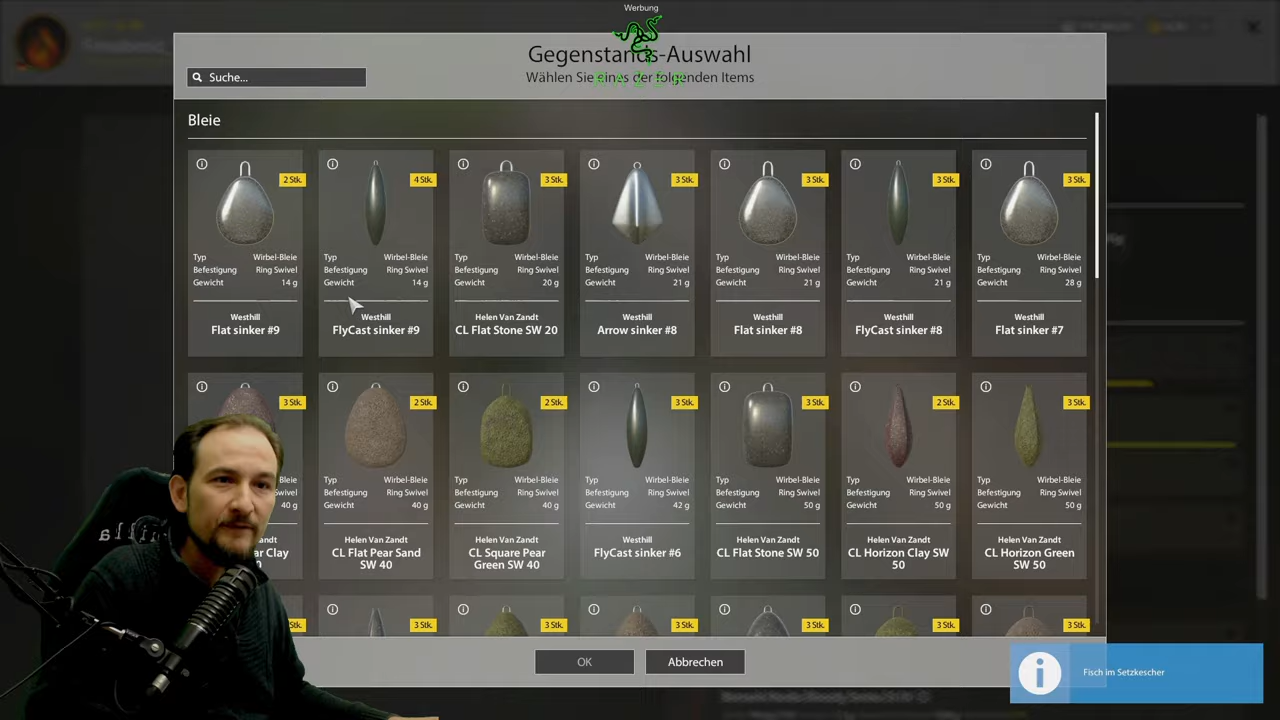 Werbung
RAZER
Gegenstands-Auswahl
Wählen Sie eines der folgenden Items
Suche...
Bleie
2 Stk.
Typ Wirbel-Bleie
Befestigung Ring Swivel
Gewicht 14 g
Westhill
Flat sinker #9
4 Stk.
Typ Wirbel-Bleie
Befestigung Ring Swivel
Gewicht 14 g
Westhill
FlyCast sinker #9
3 Stk.
Typ Wirbel-Bleie
Befestigung Ring Swivel
Gewicht 20 g
Helen Van Zandt
CL Flat Stone SW 20
3 Stk.
Typ Wirbel-Bleie
Befestigung Ring Swivel
Gewicht 21 g
Westhill
Arrow sinker #8
3 Stk.
Typ Wirbel-Bleie
Befestigung Ring Swivel
Gewicht 21 g
Westhill
Flat sinker #8
3 Stk.
Typ Wirbel-Bleie
Befestigung Ring Swivel
Gewicht 21 g
Westhill
FlyCast sinker #8
3 Stk.
Typ Wirbel-Bleie
Befestigung Ring Swivel
Gewicht 28 g
Westhill
Flat sinker #7
3 Stk.
Swivel
40 g
Clay
2 Stk.
Typ Wirbel-Bleie
Befestigung Ring Swivel
Gewicht 40 g
Helen Van Zandt
CL Flat Pear Sand
SW 40
2 Stk.
Typ Wirbel-Bleie
Befestigung Ring Swivel
Gewicht 40 g
Helen Van Zandt
CL Square Pear
Green SW 40
3 Stk.
Typ Wirbel-Bleie
Befestigung Ring Swivel
Gewicht 42 g
Westhill
FlyCast sinker #6
3 Stk.
Typ Wirbel-Bleie
Befestigung Ring Swivel
Gewicht 50 g
Helen Van Zandt
CL Flat Stone SW 50
2 Stk.
Typ Wirbel-Bleie
Befestigung Ring Swivel
Gewicht 50 g
Helen Van Zandt
CL Horizon Clay SW
50
3 Stk.
Typ Wirbel-Bleie
Befestigung Ring Swivel
Gewicht 50 g
Helen Van Zandt
CL Horizon Green
SW 50
Stk.
3 Stk.
3 Stk.
3 Stk.
3 Stk.
3 Stk.
3 Stk.
OK
Abbrechen
Fisch im Setzkescher